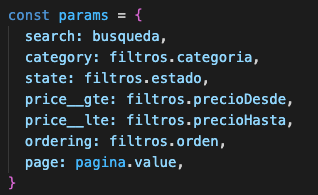 const params = {
  search: busqueda,
  category: filtros.categoria,
  state: filtros.estado,
  price__gte: filtros.precioDesde,
  price__lte: filtros.precioHasta,
  ordering: filtros.orden,
  page: pagina.value,
}